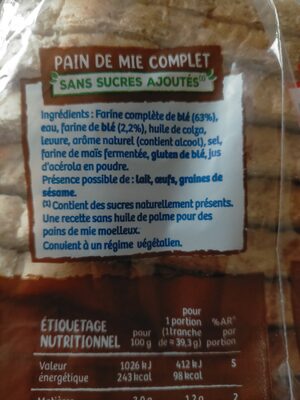 PAIN DE MIE COMPLET
SANS SUCRES AJOUTÉS(1)
Ingrédients : Farine complète de blé (63%),
eau, farine de blé (2,2%), huile de colza,
levure, arôme naturel (contient alcool), sel,
farine de maïs fermentée, gluten de blé, jus
d'acérola en poudre.
Présence possible de : lait, œufs, graines de
sésame.
(1) Contient des sucres naturellement présents.
Une recette sans huile de palme pour des
pains de mie moelleux.
Convient à un régime végétalien.
ÉTIQUETAGE NUTRITIONNEL pour 100 g pour 1 portion (1 tranche de ≈ 39,3 g) %AR* par portion
Valeur énergétique 1026 kJ 243 kcal 412 kJ 98 kcal 5